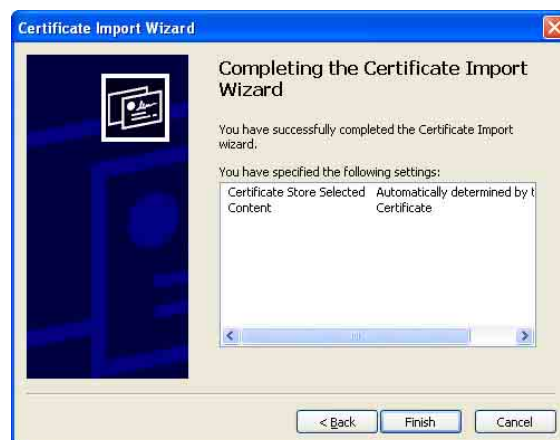 Certificate Import Wizard
Completing the Certificate Import
Wizard
You have successfully completed the Certificate Import
wizard.
You have specified the following settings:
Certificate Store Selected Automatically determined by t
Content Certificate
< Back Finish Cancel